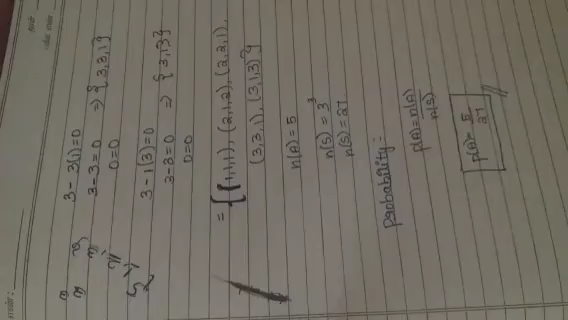 3 - 3(1) = 0
3 - 3 = 0 => {3,3,1}
0 = 0
3 - 1(3) = 0
3 - 3 = 0 => {3,1,3}
0 = 0
= {(1,1,1), (2,1,2), (2,2,1),
(3,3,1), (3,1,3)}
n(A) = 5
n(S) = 3³
n(S) = 27
Probability =
P(A) = n(A)/n(S)
P(A) = 5/27